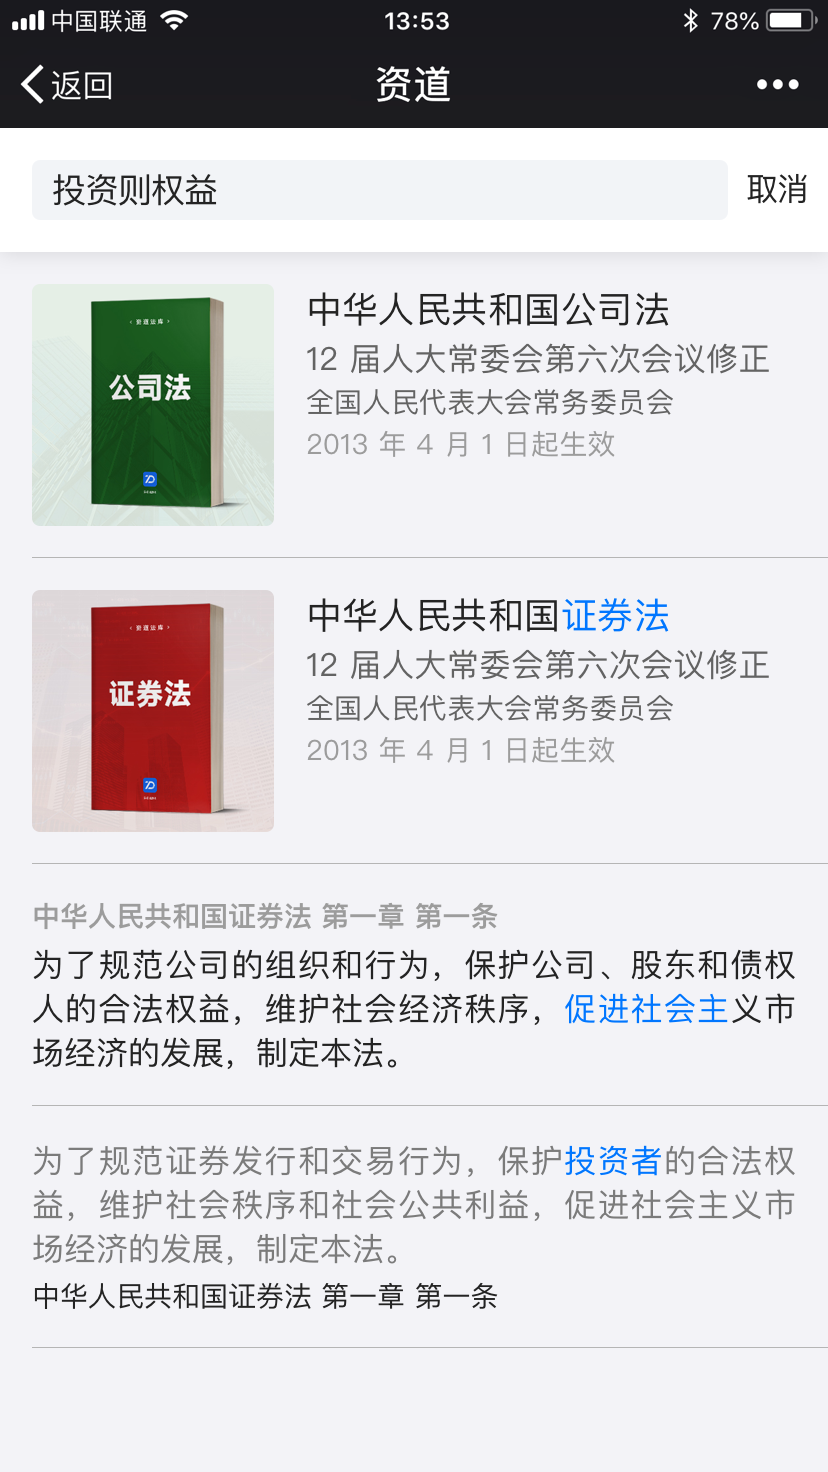 中国联通
13:53
78%
返回
资道
投资则权益
取消
‹ 资道法库 ›
公司法
中华人民共和国公司法
12 届人大常委会第六次会议修正
全国人民代表大会常务委员会
2013 年 4 月 1 日起生效
‹ 资道法库 ›
证券法
中华人民共和国证券法
12 届人大常委会第六次会议修正
全国人民代表大会常务委员会
2013 年 4 月 1 日起生效
中华人民共和国证券法 第一章 第一条
为了规范公司的组织和行为，保护公司、股东和债权
人的合法权益，维护社会经济秩序，促进社会主义市
场经济的发展，制定本法。
为了规范证券发行和交易行为，保护投资者的合法权
益，维护社会秩序和社会公共利益，促进社会主义市
场经济的发展，制定本法。
中华人民共和国证券法 第一章 第一条